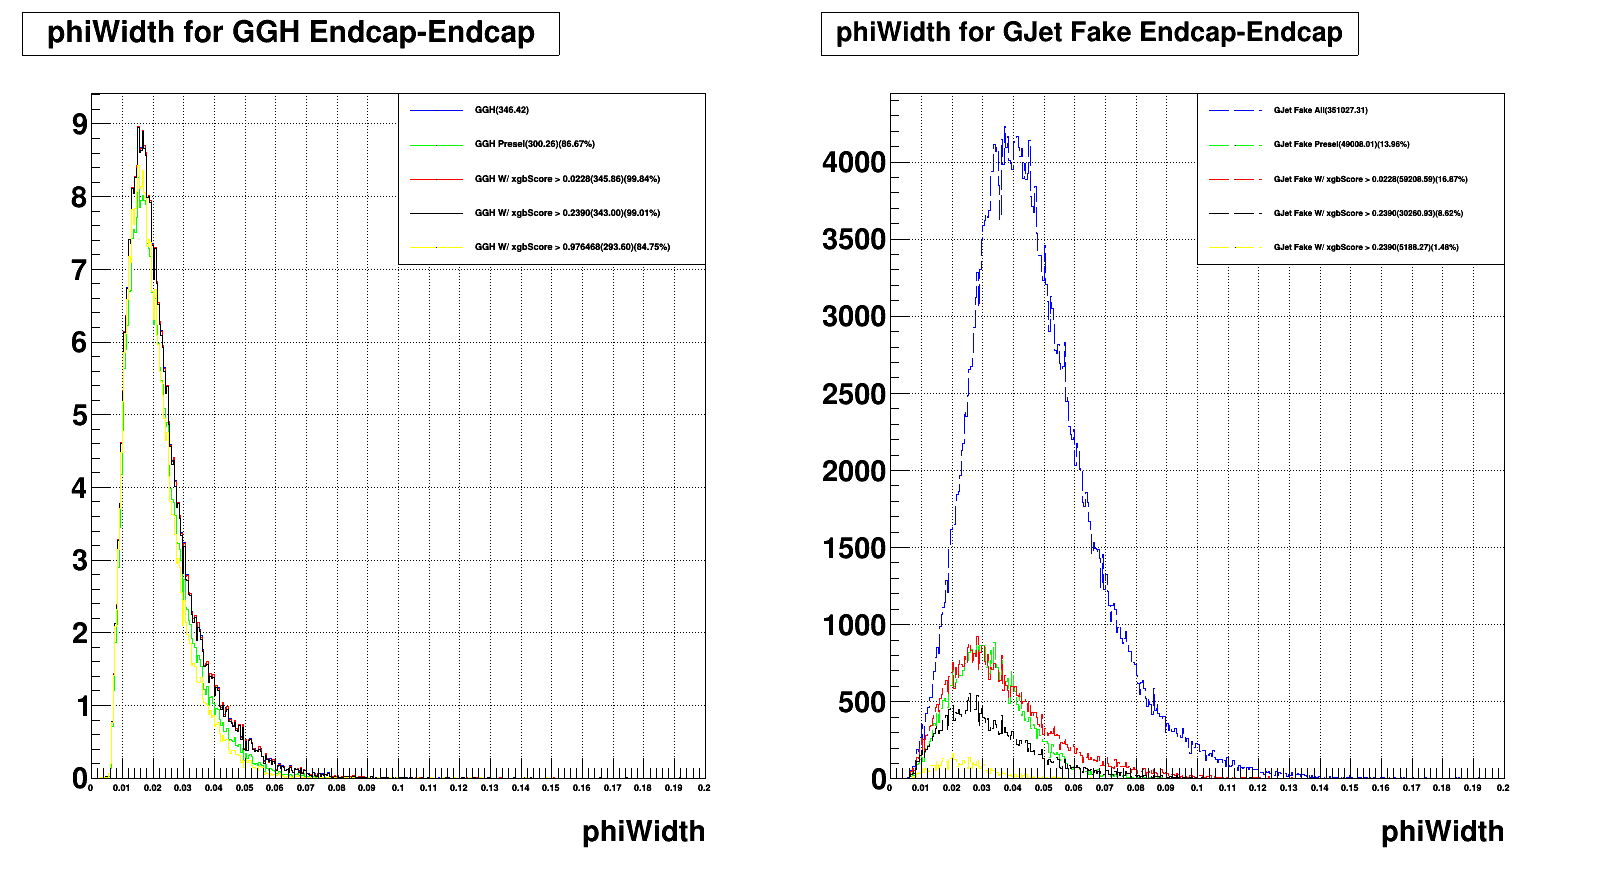 phiWidth for GGH Endcap-Endcap
GGH(346.42)
GGH Presel(300.26)(86.67%)
GGH W/ xgbScore > 0.0228(345.86)(99.84%)
GGH W/ xgbScore > 0.2390(343.00)(99.01%)
GGH W/ xgbScore > 0.976468(293.60)(84.75%)
9
8
7
6
5
4
3
2
1
0
0 0.01 0.02 0.03 0.04 0.05 0.06 0.07 0.08 0.09 0.1 0.11 0.12 0.13 0.14 0.15 0.16 0.17 0.18 0.19 0.2
phiWidth
phiWidth for GJet Fake Endcap-Endcap
GJet Fake All(351027.31)
GJet Fake Presel(49008.01)(13.96%)
GJet Fake W/ xgbScore > 0.0228(59208.59)(16.87%)
GJet Fake W/ xgbScore > 0.2390(30260.93)(8.62%)
GJet Fake W/ xgbScore > 0.2390(5188.27)(1.48%)
4000
3500
3000
2500
2000
1500
1000
500
0
0 0.01 0.02 0.03 0.04 0.05 0.06 0.07 0.08 0.09 0.1 0.11 0.12 0.13 0.14 0.15 0.16 0.17 0.18 0.19 0.2
phiWidth